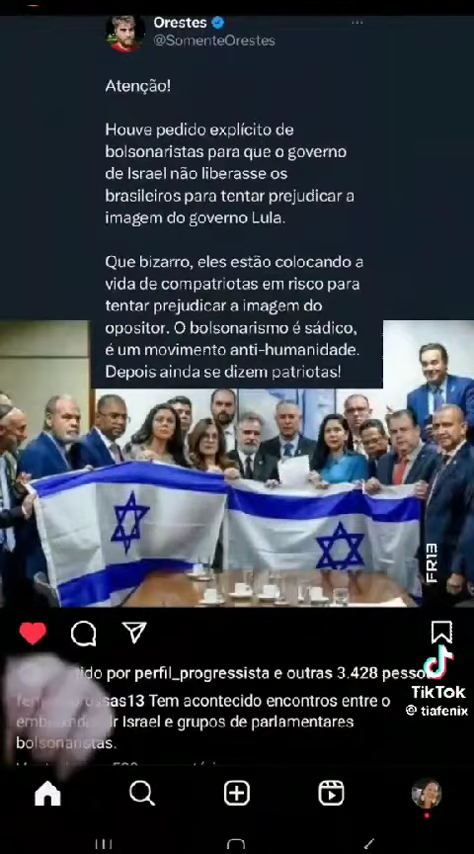 Orestes
@SomenteOrestes
Atenção!
Houve pedido explícito de
bolsonaristas para que o governo
de Israel não liberasse os
brasileiros para tentar prejudicar a
imagem do governo Lula.
Que bizarro, eles estão colocando a
vida de compatriotas em risco para
tentar prejudicar a imagem do
opositor. O bolsonarismo é sádico,
é um movimento anti-humanidade.
Depois ainda se dizem patriotas!
FR13
por perfil_progressista e outras 3.428
TikTok
@tiafenix
Tem acontecido encontros entre o
Israel e grupos de parlamentares
bolsonaristas.